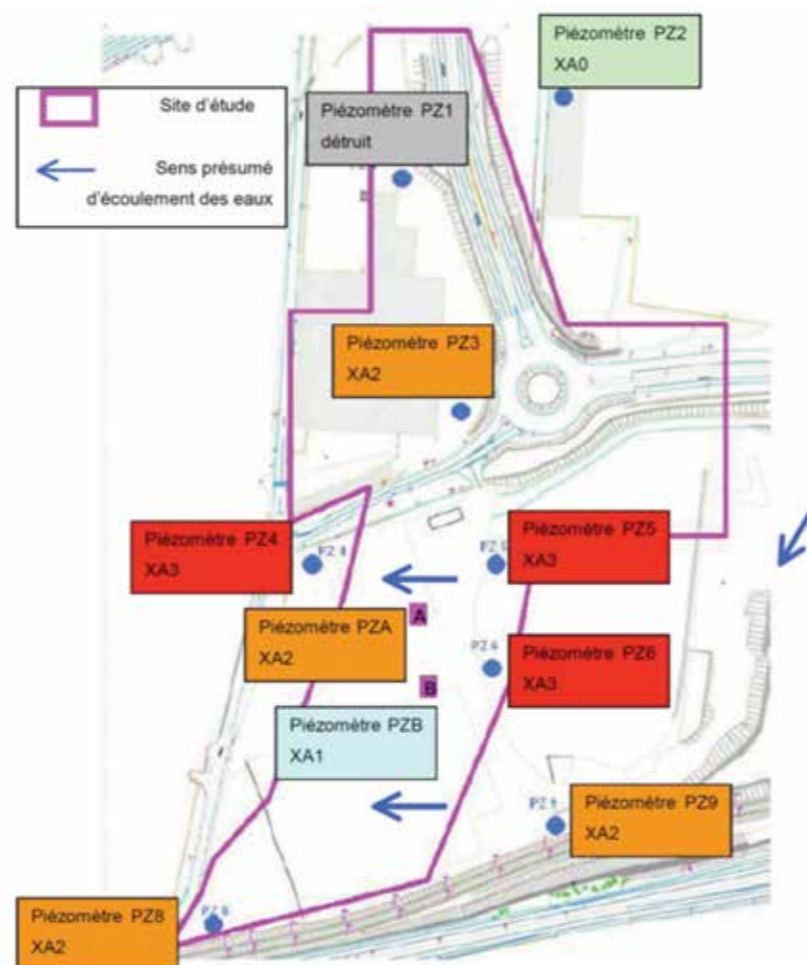 Piézomètre PZ2
XA0
Site d'étude
Sens présumé
d'écoulement des eaux
Piézomètre PZ1
détruit
Piézomètre PZ3
XA2
Piézomètre PZ4
XA3
PZ 4
Piézomètre PZ5
XA3
Piézomètre PZA
XA2
A
PZ 6
Piézomètre PZ6
XA3
B
Piézomètre PZB
XA1
PZ 9
Piézomètre PZ9
XA2
Piézomètre PZ8
XA2
PZ 8